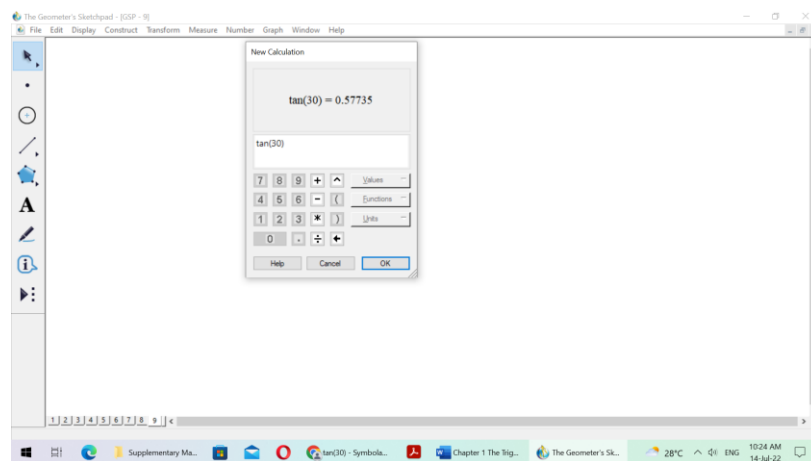 The Geometer's Sketchpad - [GSP - 9]
File Edit Display Construct Transform Measure Number Graph Window Help
New Calculation
tan(30) = 0.57735
tan(30)
7 8 9 + ^ Values
4 5 6 - ( Functions
1 2 3 * ) Units
0 . ÷
Help Cancel OK
A
i
1 2 3 4 5 6 7 8 9
Supplementary Ma... tan(30) - Symbola... Chapter 1 The Trig... The Geometer's Sk... 28°C ENG 10:24 AM
14-Jul-22